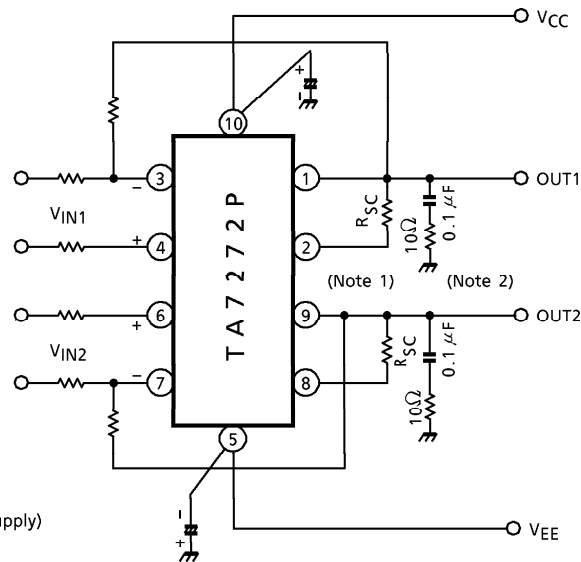 VCC
+
-
10
3
-
1
OUT1
VIN1
4
+
2
RSC
10Ω
0.1 μF
TA7272P
(Note 1)
(Note 2)
6
+
9
OUT2
VIN2
7
-
8
RSC
10Ω
0.1 μF
5
-
+
upply)
VEE